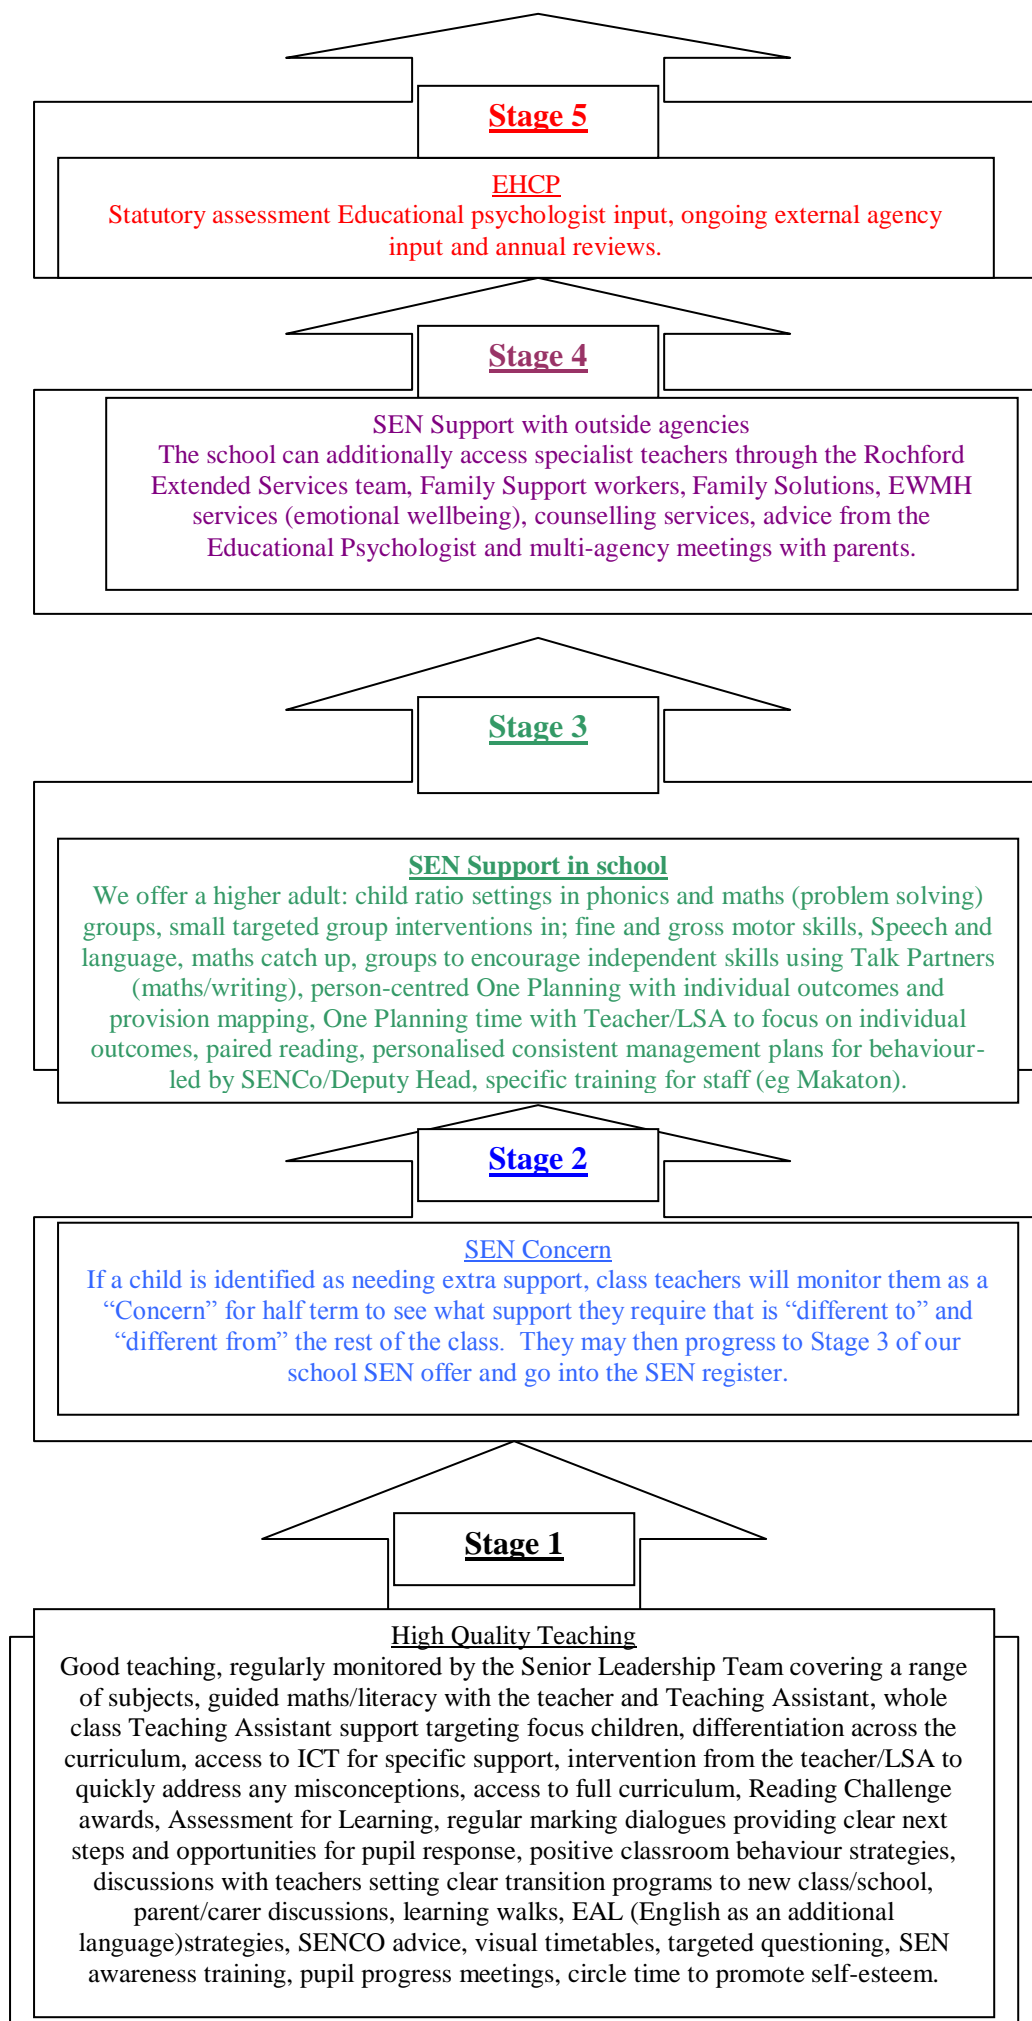 Stage 5
EHCP
Statutory assessment Educational psychologist input, ongoing external agency
input and annual reviews.
Stage 4
SEN Support with outside agencies
The school can additionally access specialist teachers through the Rochford
Extended Services team, Family Support workers, Family Solutions, EWMH
services (emotional wellbeing), counselling services, advice from the
Educational Psychologist and multi-agency meetings with parents.
Stage 3
SEN Support in school
We offer a higher adult: child ratio settings in phonics and maths (problem solving)
groups, small targeted group interventions in; fine and gross motor skills, Speech and
language, maths catch up, groups to encourage independent skills using Talk Partners
(maths/writing), person-centred One Planning with individual outcomes and
provision mapping, One Planning time with Teacher/LSA to focus on individual
outcomes, paired reading, personalised consistent management plans for behaviour-
led by SENCo/Deputy Head, specific training for staff (eg Makaton).
Stage 2
SEN Concern
If a child is identified as needing extra support, class teachers will monitor them as a
“Concern” for half term to see what support they require that is “different to” and
“different from” the rest of the class.  They may then progress to Stage 3 of our
school SEN offer and go into the SEN register.
Stage 1
High Quality Teaching
Good teaching, regularly monitored by the Senior Leadership Team covering a range
of subjects, guided maths/literacy with the teacher and Teaching Assistant, whole
class Teaching Assistant support targeting focus children, differentiation across the
curriculum, access to ICT for specific support, intervention from the teacher/LSA to
quickly address any misconceptions, access to full curriculum, Reading Challenge
awards, Assessment for Learning, regular marking dialogues providing clear next
steps and opportunities for pupil response, positive classroom behaviour strategies,
discussions with teachers setting clear transition programs to new class/school,
parent/carer discussions, learning walks, EAL (English as an additional
language)strategies, SENCO advice, visual timetables, targeted questioning, SEN
awareness training, pupil progress meetings, circle time to promote self-esteem.